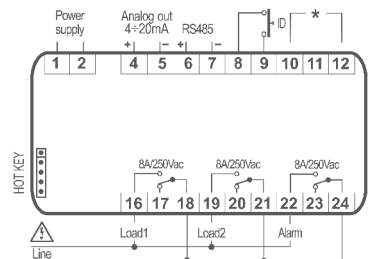 Power supply
Analog out 4÷20mA
RS485
ID
*
+ − + −
1 2 4 5 6 7 8 9 10 11 12
HOT KEY
8A/250Vac 8A/250Vac 8A/250Vac
16 17 18 19 20 21 22 23 24
Load1 Load2 Alarm
Line